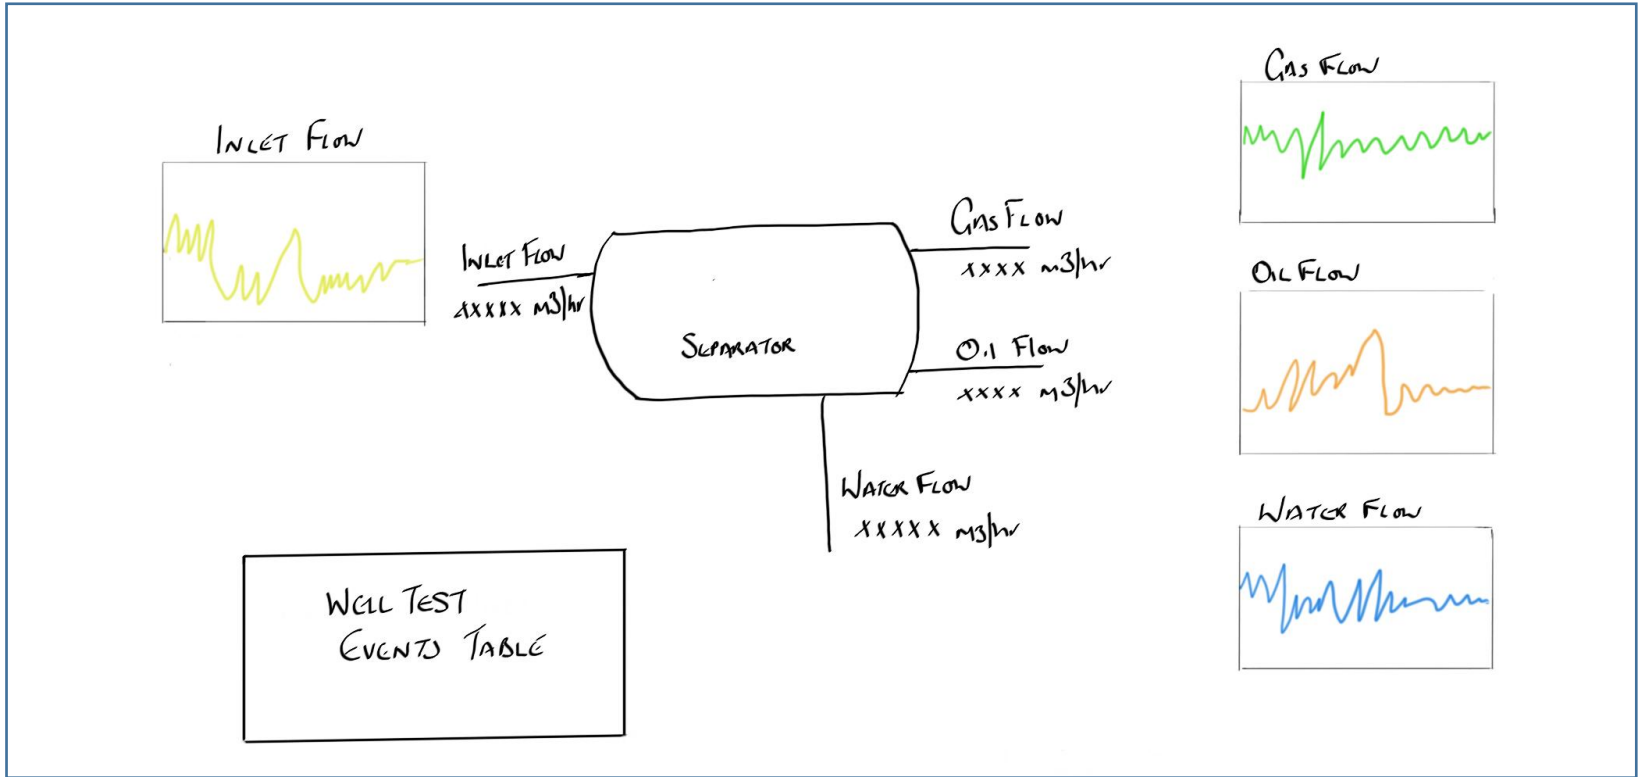 GAS FLOW
INLET FLOW
GAS FLOW
xxxx m3/hr
INLET FLOW
xxxxx m3/hr
OIL FLOW
SEPARATOR
OIL FLOW
xxxx m3/hr
WATER FLOW
xxxxx m3/hr
WATER FLOW
WELL TEST
EVENTS TABLE